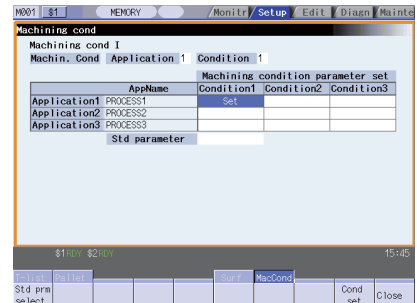 M001 $1 MEMORY Monitr Setup Edit Diagn Mainte
Machining cond
Machining cond I
Machin. Cond Application 1 Condition 1
Machining condition parameter set
AppName Condition1 Condition2 Condition3
Application1 PROCESS1 Set
Application2 PROCESS2
Application3 PROCESS3
Std parameter
$1RDY $2RDY 15:45
T-list Pallet Surf MacCond
Std prm select Cond set Close